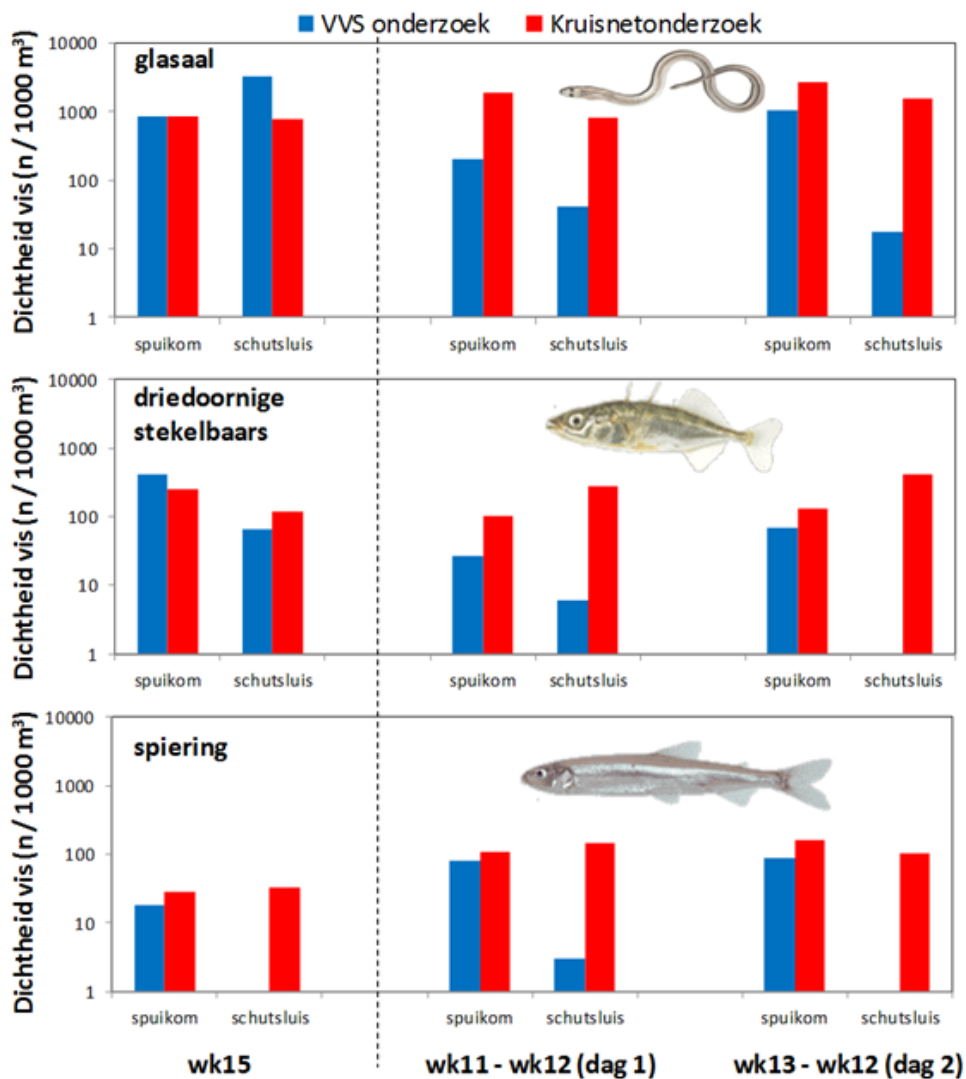 VVS onderzoek Kruisnetonderzoek
glasaal
Dichtheid vis (n / 1000 m³)
10000
1000
100
10
1
spuikom schutsluis spuikom schutsluis spuikom schutsluis
driedoornige
stekelbaars
Dichtheid vis (n / 1000 m³)
10000
1000
100
10
1
spuikom schutsluis spuikom schutsluis spuikom schutsluis
spiering
Dichtheid vis (n / 1000 m³)
10000
1000
100
10
1
spuikom schutsluis spuikom schutsluis spuikom schutsluis
wk15 wk11 - wk12 (dag 1) wk13 - wk12 (dag 2)